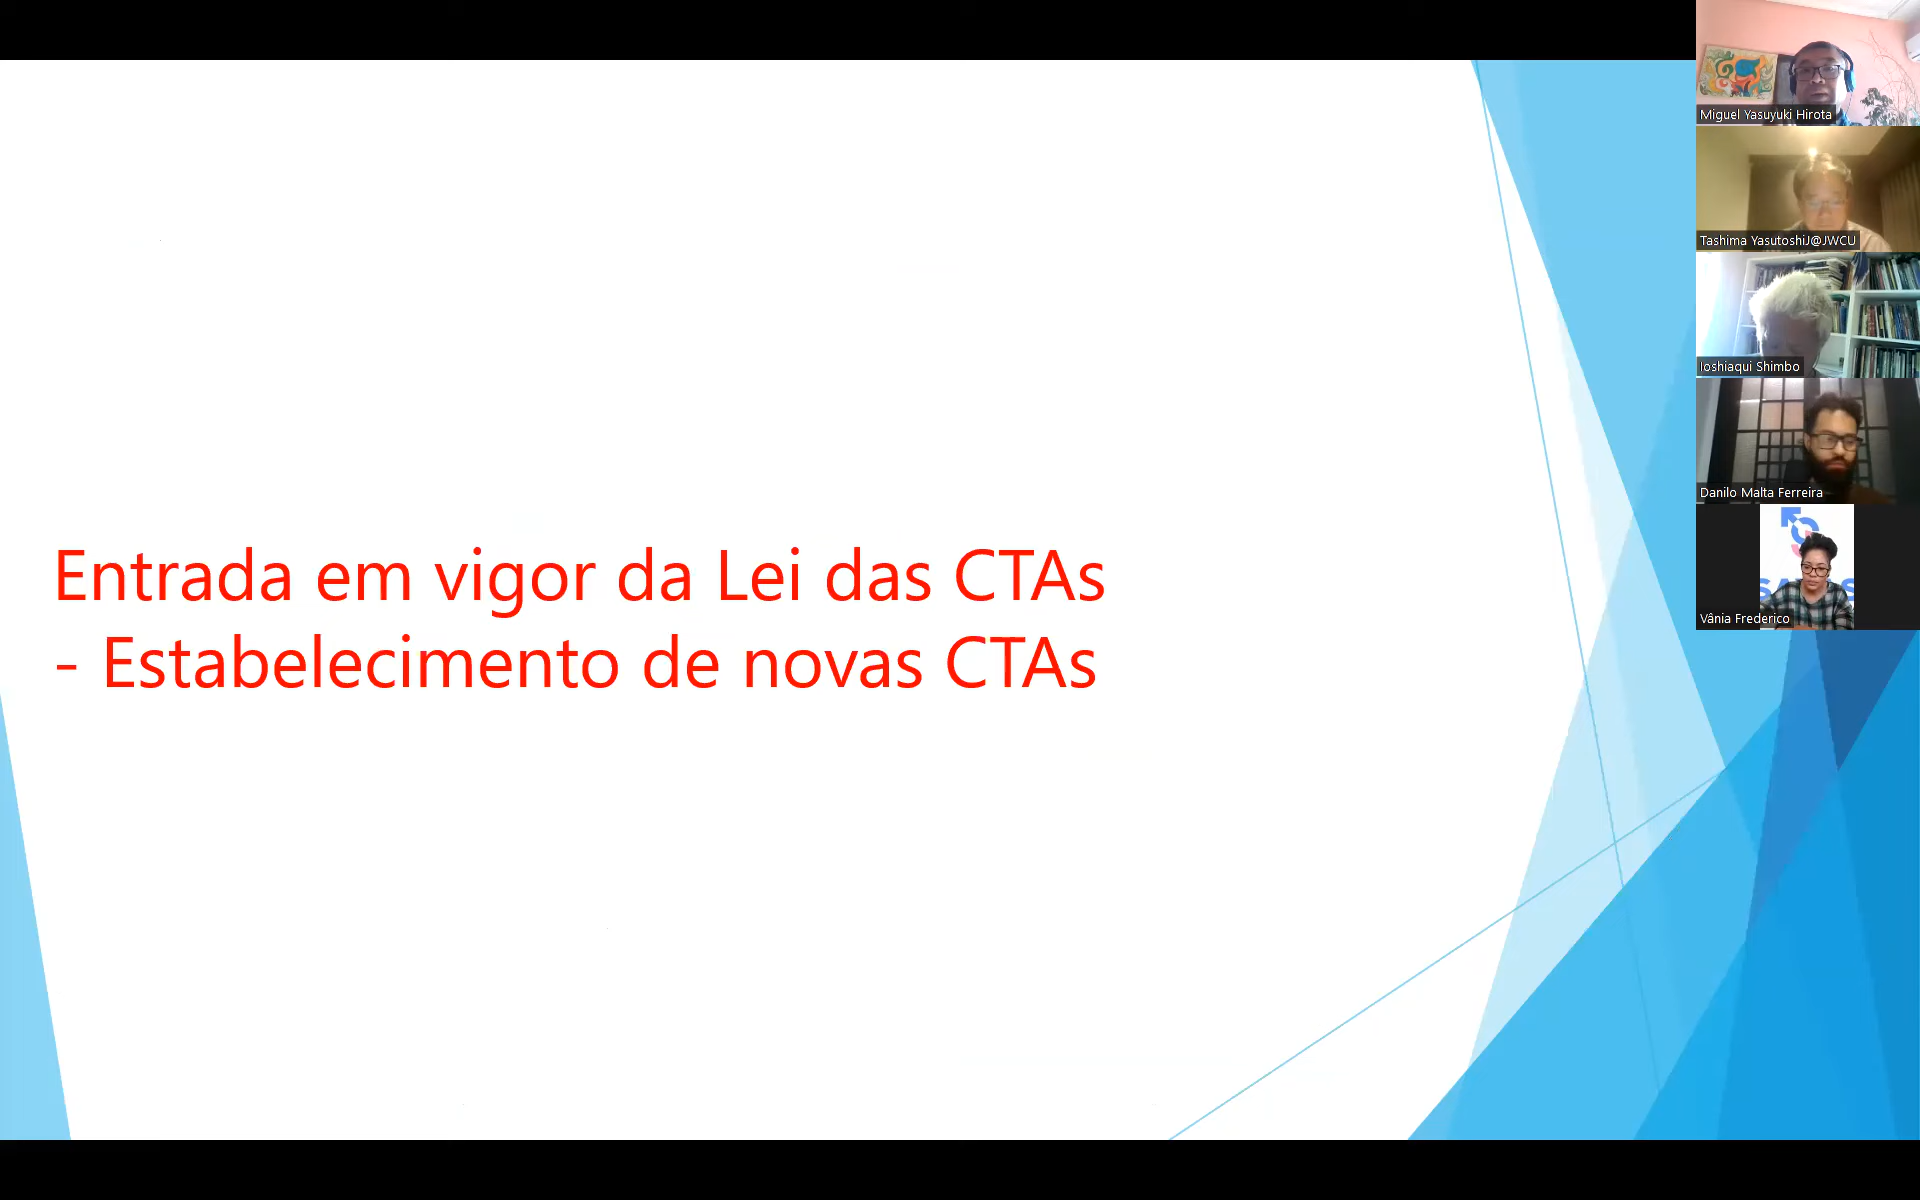 Entrada em vigor da Lei das CTAs
- Estabelecimento de novas CTAs
Miguel Yasuyuki Hirota
Tashima YasutoshiJ@JWCU
Ioshiaqui Shimbo
Danilo Malta Ferreira
Vânia Frederico